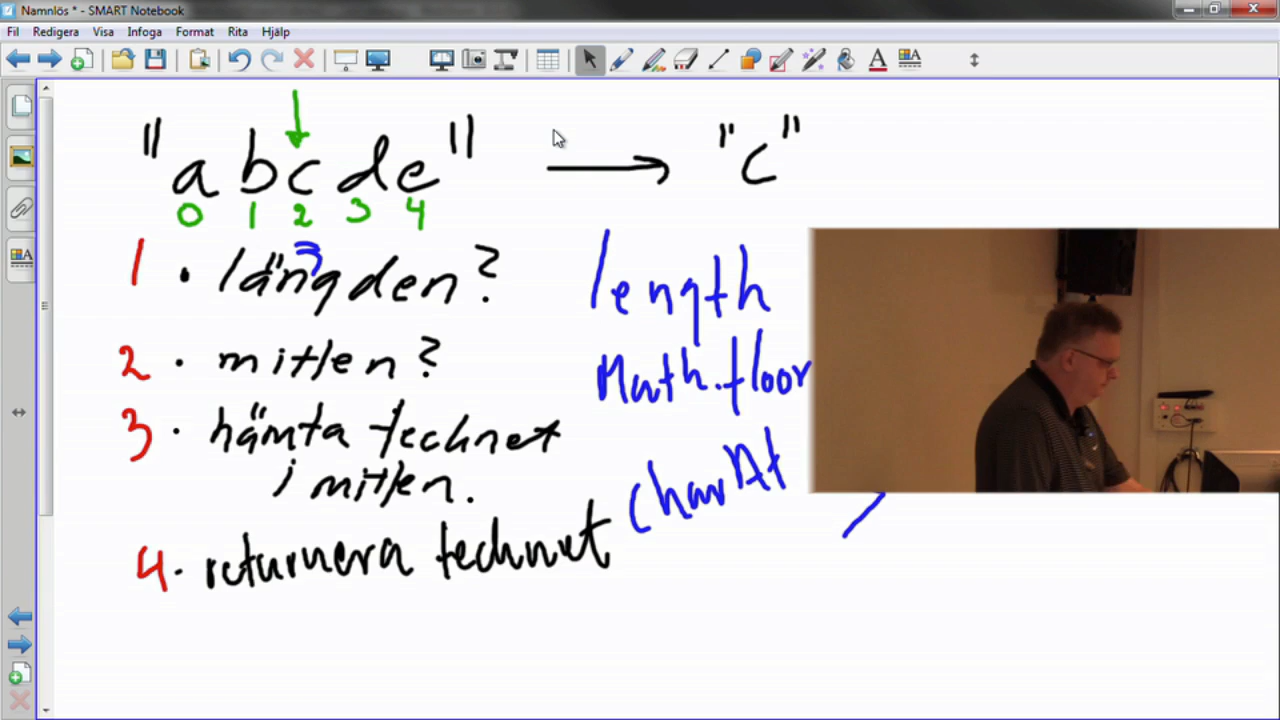 Namnlös * - SMART Notebook
Fil Redigera Visa Infoga Format Rita Hjälp
"abcde" → "c"
0 1 2 3 4
3
1 · längden? length
2 · mitten? Math.floor
3 · hämta tecknet
i mitten. charAt
4 · returnera tecknet